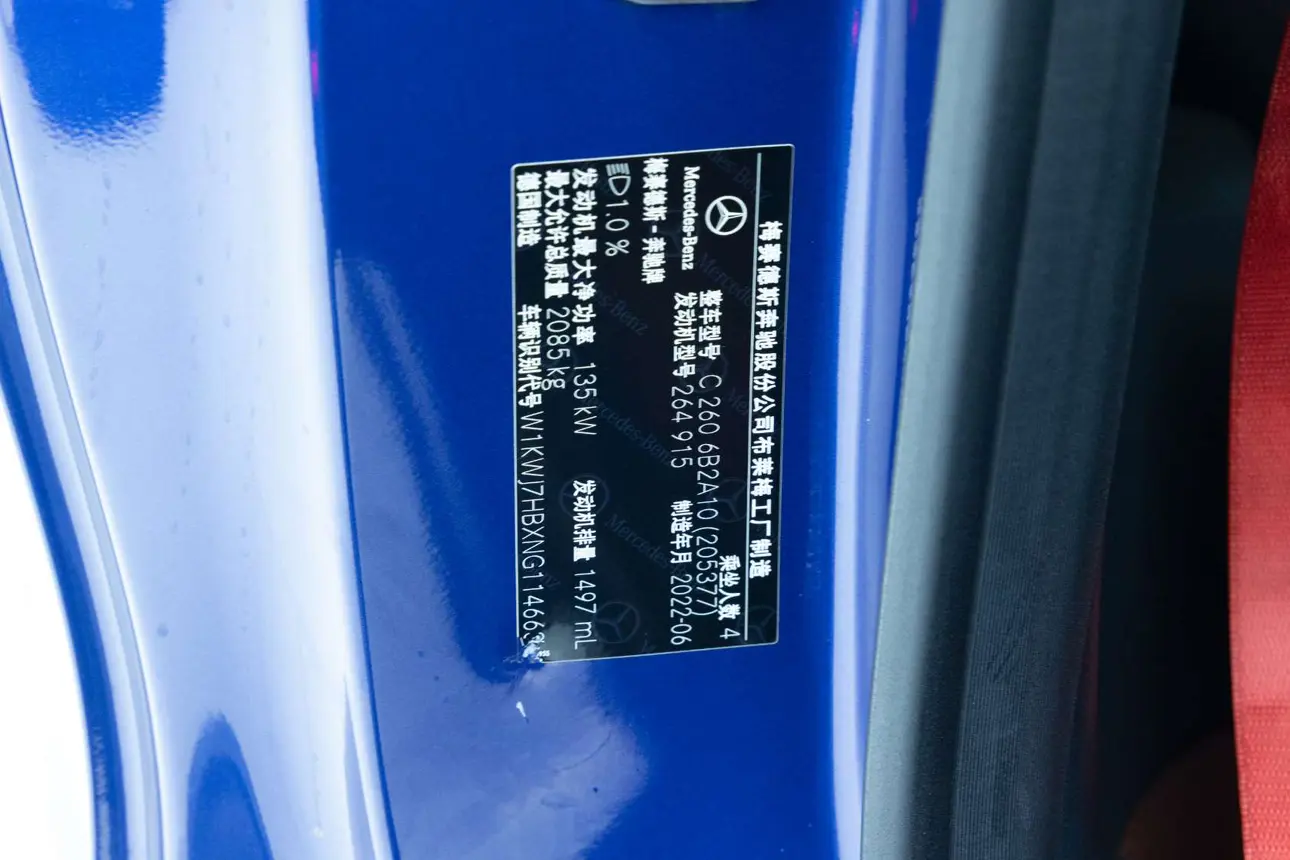 梅赛德斯奔驰股份公司布莱梅工厂制造
乘坐人数 4
Mercedes-Benz
整车型号 C 260 6B2A10 (205377)
发动机型号 264 915
制造年月 2022-06
梅赛德斯-奔驰牌
1.0 %
发动机最大净功率 135 kW
发动机排量 1497 mL
最大允许总质量 2085 kg
德国制造
车辆识别代号